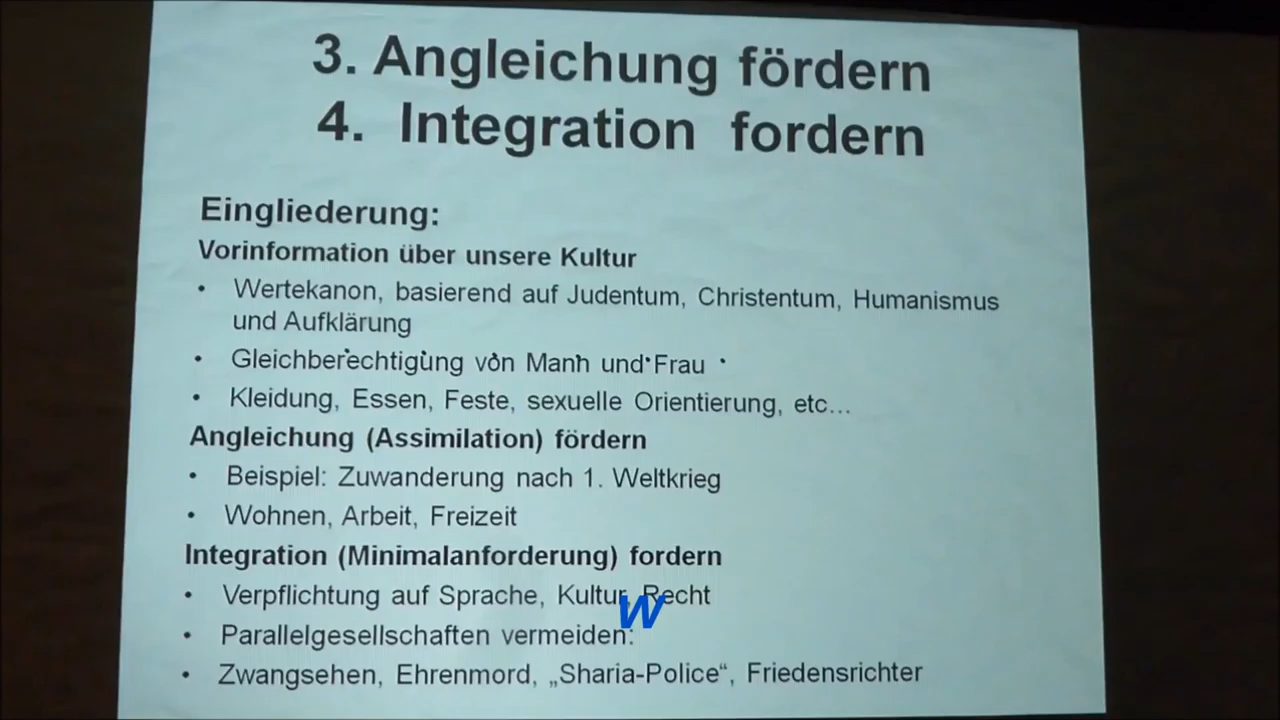 3. Angleichung fördern
4. Integration fordern
Eingliederung:
Vorinformation über unsere Kultur
• Wertekanon, basierend auf Judentum, Christentum, Humanismus
und Aufklärung
• Gleichberechtigung von Mann und Frau
• Kleidung, Essen, Feste, sexuelle Orientierung, etc...
Angleichung (Assimilation) fördern
• Beispiel: Zuwanderung nach 1. Weltkrieg
• Wohnen, Arbeit, Freizeit
Integration (Minimalanforderung) fordern
• Verpflichtung auf Sprache, Kultur, Recht
W
• Parallelgesellschaften vermeiden:
• Zwangsehen, Ehrenmord, „Sharia-Police“, Friedensrichter